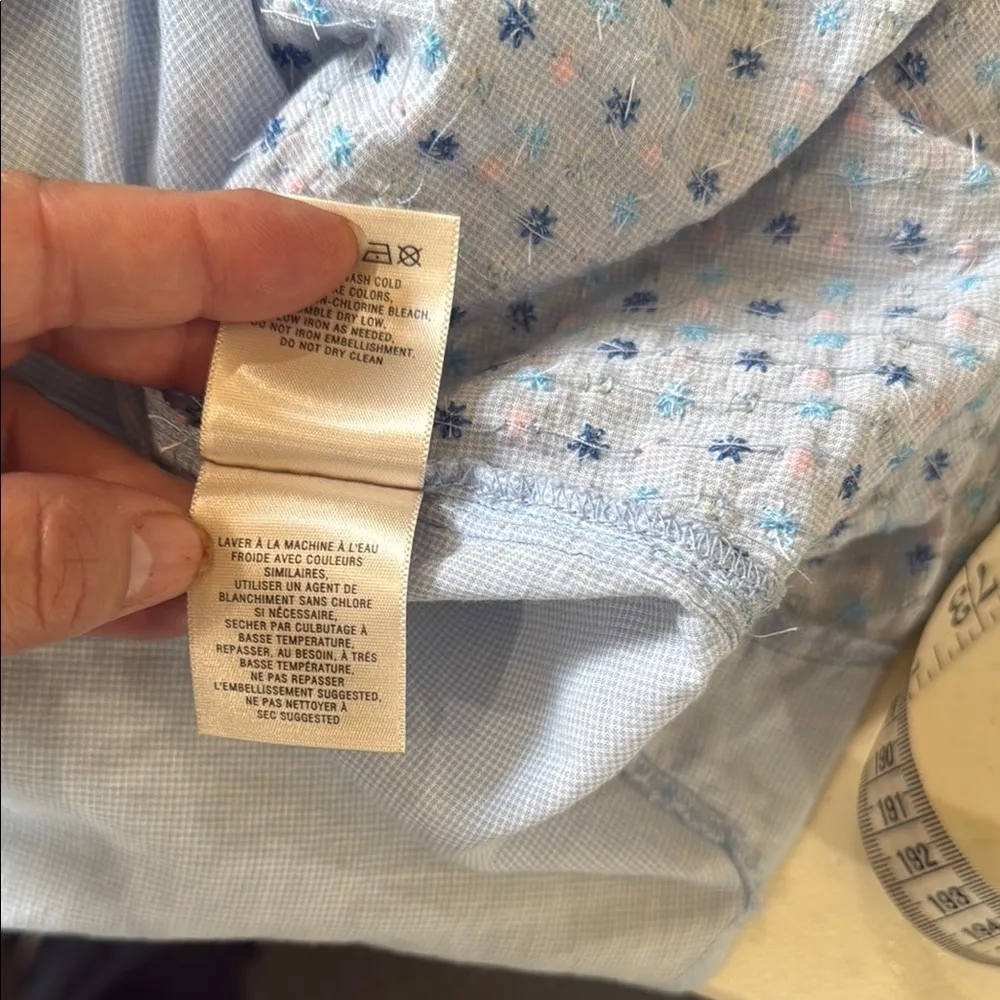 WASH COLD
COLORS,
NON-CHLORINE BLEACH,
TUMBLE DRY LOW,
LOW IRON AS NEEDED,
DO NOT IRON EMBELLISHMENT,
DO NOT DRY CLEAN
LAVER À LA MACHINE À L'EAU
FROIDE AVEC COULEURS
SIMILAIRES,
UTILISER UN AGENT DE
BLANCHIMENT SANS CHLORE
SI NÉCESSAIRE,
SECHER PAR CULBUTAGE À
BASSE TEMPERATURE,
REPASSER, AU BESOIN, À TRÉS
BASSE TEMPÉRATURE,
NE PAS REPASSER
L'EMBELLISSEMENT SUGGESTED,
NE PAS NETTOYER À
SEC SUGGESTED
190
191
192
193
194